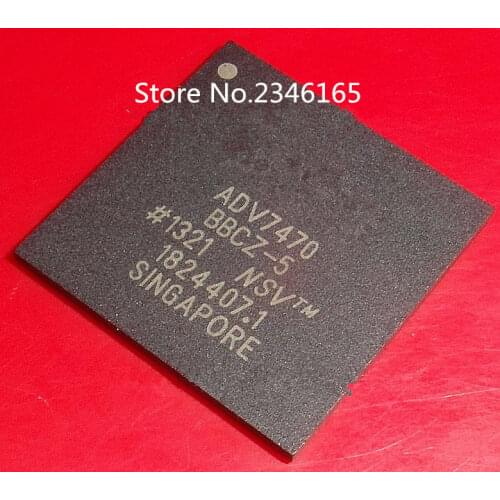 Store No.2346165
ADV7470
BBCZ-5
#1321 NSV™
1824407.1
SINGAPORE